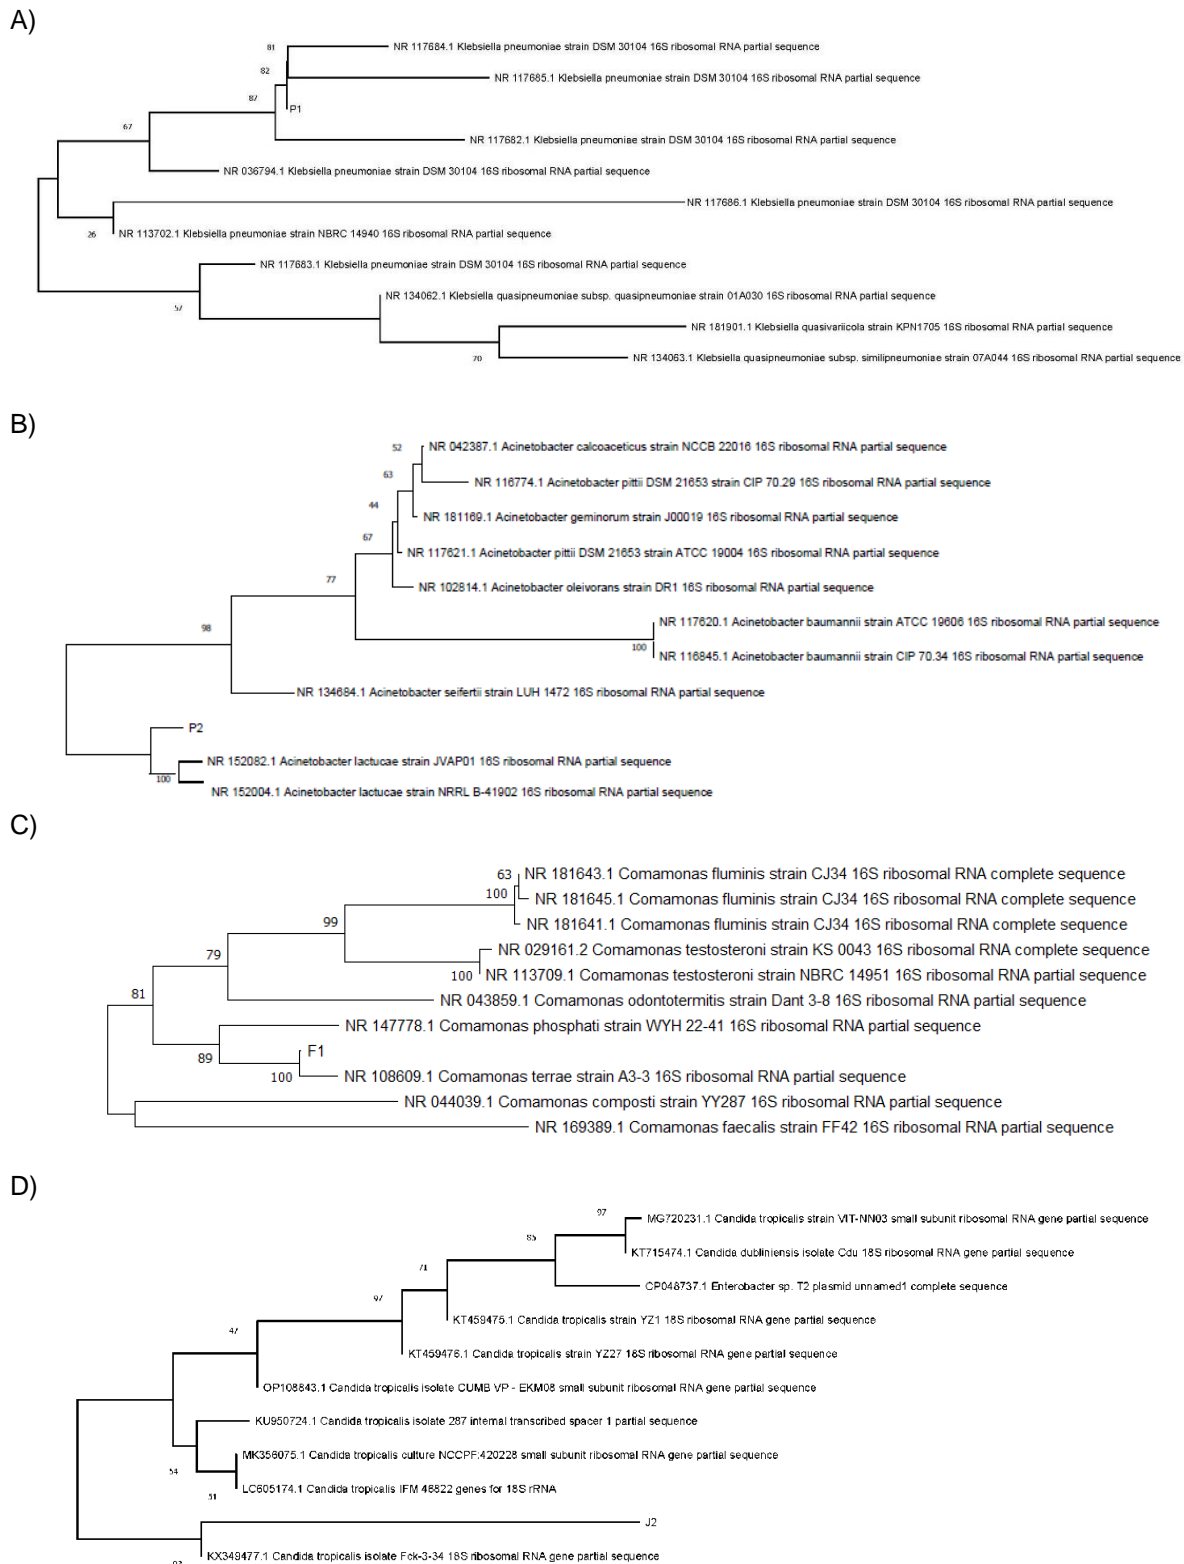 A)
81
NR 117684.1 Klebsiella pneumoniae strain DSM 30104 16S ribosomal RNA partial sequence
82
NR 117685.1 Klebsiella pneumoniae strain DSM 30104 16S ribosomal RNA partial sequence
87
P1
67
NR 117682.1 Klebsiella pneumoniae strain DSM 30104 16S ribosomal RNA partial sequence
NR 036794.1 Klebsiella pneumoniae strain DSM 30104 16S ribosomal RNA partial sequence
NR 117686.1 Klebsiella pneumoniae strain DSM 30104 16S ribosomal RNA partial sequence
26
NR 113702.1 Klebsiella pneumoniae strain NBRC 14940 16S ribosomal RNA partial sequence
NR 117683.1 Klebsiella pneumoniae strain DSM 30104 16S ribosomal RNA partial sequence
NR 134062.1 Klebsiella quasipneumoniae subsp. quasipneumoniae strain 01A030 16S ribosomal RNA partial sequence
57
NR 181901.1 Klebsiella quasivariicola strain KPN1705 16S ribosomal RNA partial sequence
70
NR 134063.1 Klebsiella quasipneumoniae subsp. similipneumoniae strain 07A044 16S ribosomal RNA partial sequence
B)
52
NR 042387.1 Acinetobacter calcoaceticus strain NCCB 22016 16S ribosomal RNA partial sequence
63
NR 116774.1 Acinetobacter pittii DSM 21653 strain CIP 70.29 16S ribosomal RNA partial sequence
44
NR 181169.1 Acinetobacter geminorum strain J00019 16S ribosomal RNA partial sequence
67
NR 117621.1 Acinetobacter pittii DSM 21653 strain ATCC 19004 16S ribosomal RNA partial sequence
77
NR 102814.1 Acinetobacter oleivorans strain DR1 16S ribosomal RNA partial sequence
98
NR 117620.1 Acinetobacter baumannii strain ATCC 19606 16S ribosomal RNA partial sequence
100
NR 116845.1 Acinetobacter baumannii strain CIP 70.34 16S ribosomal RNA partial sequence
NR 134684.1 Acinetobacter seifertii strain LUH 1472 16S ribosomal RNA partial sequence
P2
NR 152082.1 Acinetobacter lactucae strain JVAP01 16S ribosomal RNA partial sequence
100
NR 152004.1 Acinetobacter lactucae strain NRRL B-41902 16S ribosomal RNA partial sequence
C)
63
NR 181643.1 Comamonas fluminis strain CJ34 16S ribosomal RNA complete sequence
100
NR 181645.1 Comamonas fluminis strain CJ34 16S ribosomal RNA complete sequence
99
NR 181641.1 Comamonas fluminis strain CJ34 16S ribosomal RNA complete sequence
79
NR 029161.2 Comamonas testosteroni strain KS 0043 16S ribosomal RNA complete sequence
100
NR 113709.1 Comamonas testosteroni strain NBRC 14951 16S ribosomal RNA partial sequence
81
NR 043859.1 Comamonas odontotermitis strain Dant 3-8 16S ribosomal RNA partial sequence
NR 147778.1 Comamonas phosphati strain WYH 22-41 16S ribosomal RNA partial sequence
89
F1
100
NR 108609.1 Comamonas terrae strain A3-3 16S ribosomal RNA partial sequence
NR 044039.1 Comamonas composti strain YY287 16S ribosomal RNA partial sequence
NR 169389.1 Comamonas faecalis strain FF42 16S ribosomal RNA partial sequence
D)
97
MG720231.1 Candida tropicalis strain VIT-NN03 small subunit ribosomal RNA gene partial sequence
85
KT715474.1 Candida dubliniensis isolate Cdu 18S ribosomal RNA gene partial sequence
71
CP048737.1 Enterobacter sp. T2 plasmid unnamed1 complete sequence
97
KT459475.1 Candida tropicalis strain YZ1 18S ribosomal RNA gene partial sequence
47
KT459476.1 Candida tropicalis strain YZ27 18S ribosomal RNA gene partial sequence
OP108843.1 Candida tropicalis isolate CUMB VP - EKM08 small subunit ribosomal RNA gene partial sequence
KU950724.1 Candida tropicalis isolate 287 internal transcribed spacer 1 partial sequence
MK356075.1 Candida tropicalis culture NCCPF:420228 small subunit ribosomal RNA gene partial sequence
54
LC605174.1 Candida tropicalis IFM 46822 genes for 18S rRNA
51
J2
KX349477.1 Candida tropicalis isolate Fck-3-34 18S ribosomal RNA gene partial sequence